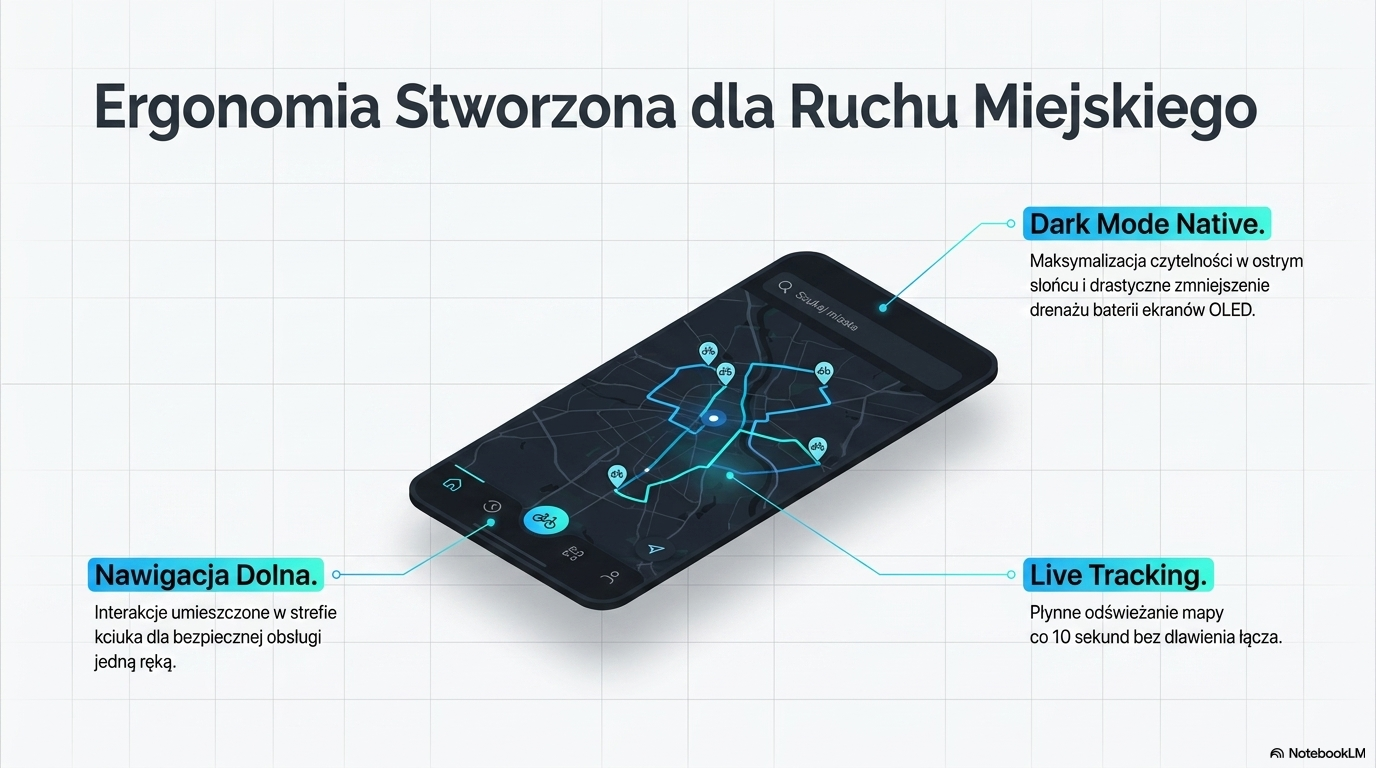 Ergonomia Stworzona dla Ruchu Miejskiego
Dark Mode Native.
Maksymalizacja czytelności w ostrym
słońcu i drastyczne zmniejszenie
drenażu baterii ekranów OLED.
Szukaj miasta
Nawigacja Dolna.
Interakcje umieszczone w strefie
kciuka dla bezpiecznej obsługi
jedną ręką.
Live Tracking.
Płynne odświeżanie mapy
co 10 sekund bez dławienia łącza.
NotebookLM